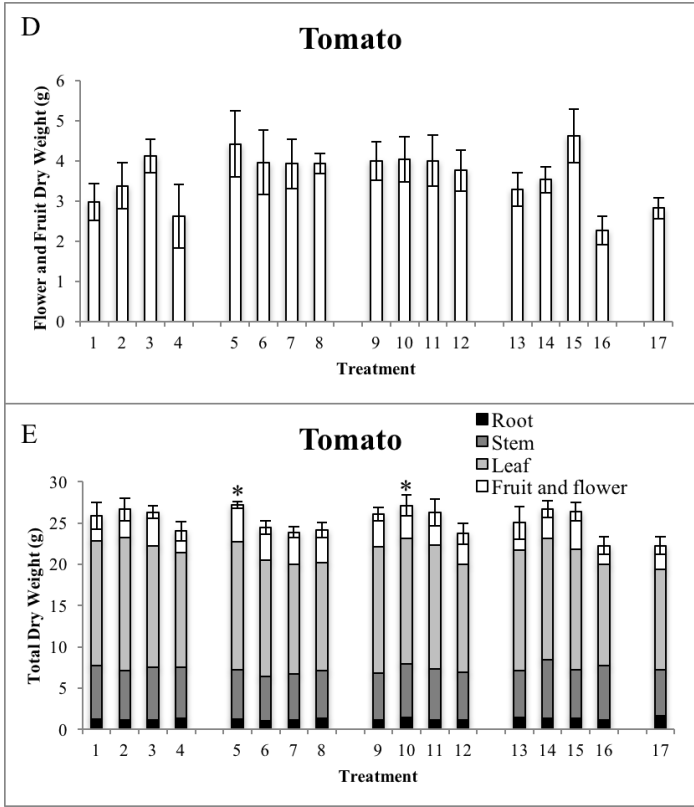 D
Tomato
Flower and Fruit Dry Weight (g)
6
5
4
3
2
1
0
1 2 3 4 5 6 7 8 9 10 11 12 13 14 15 16 17
Treatment
E
Tomato
Root
Stem
Leaf
Fruit and flower
Total Dry Weight (g)
30
25
20
15
10
5
0
* *
1 2 3 4 5 6 7 8 9 10 11 12 13 14 15 16 17
Treatment